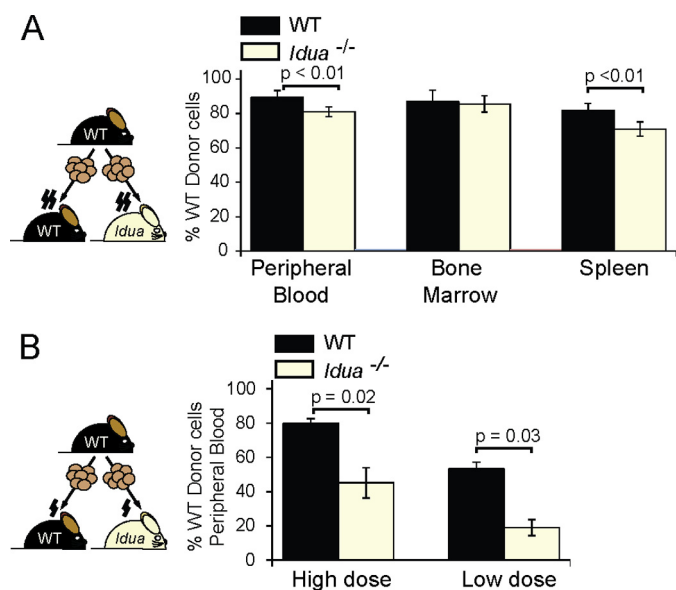 A
WT
Idua -/-
p < 0.01
p <0.01
% WT Donor cells
100
80
60
40
20
0
WT
WT
Idua
Peripheral
Blood
Bone
Marrow
Spleen
B
WT
Idua -/-
p = 0.02
p = 0.03
% WT Donor cells
Peripheral Blood
100
80
60
40
20
0
WT
WT
Idua
High dose
Low dose